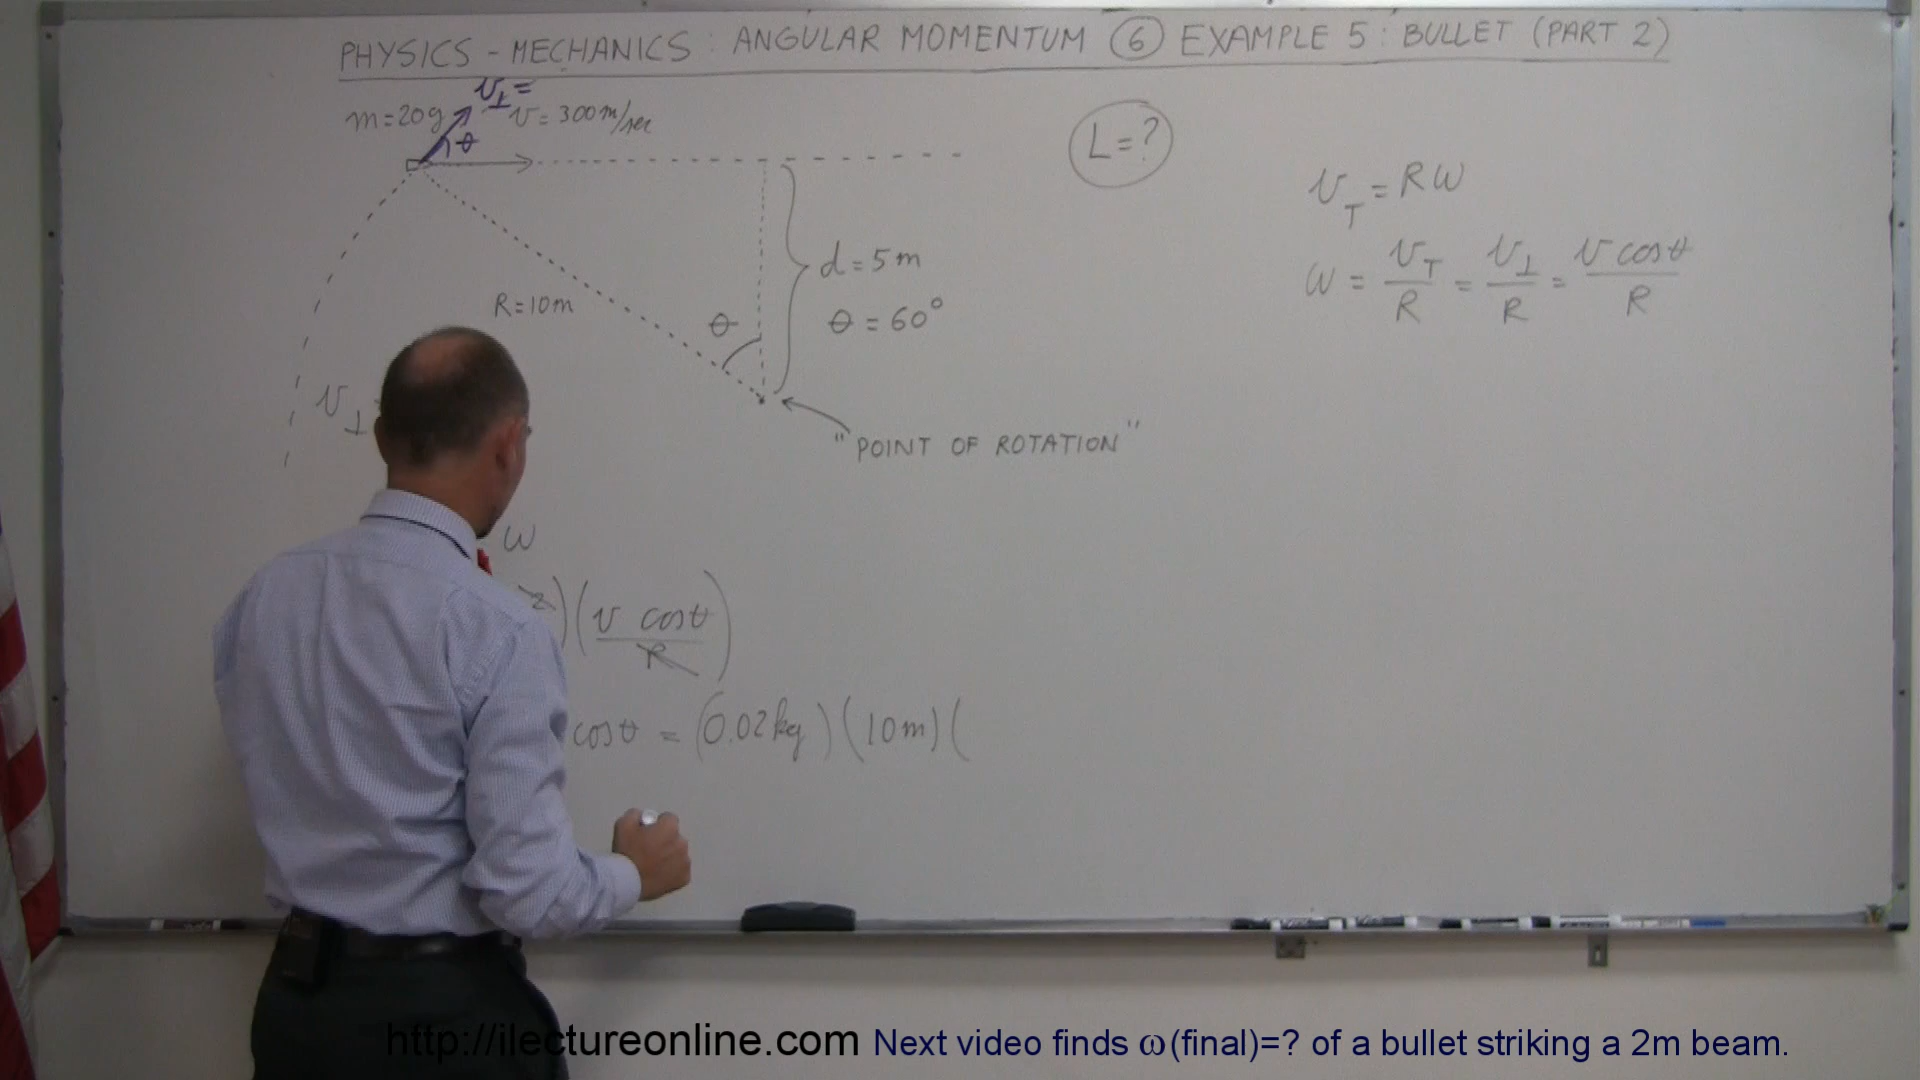 PHYSICS - MECHANICS : ANGULAR MOMENTUM ⑥ EXAMPLE 5 : BULLET (PART 2)
v⊥ =
m = 20g
v = 300 m/sec
θ
L = ?
v_T = Rω
ω = v_T/R = v⊥/R = v cosθ/R
d = 5m
R = 10m
θ
θ = 60°
v⊥
"POINT OF ROTATION"
ω
2)(v cosθ/R)
cosθ = (0.02kg)(10m)(
http://ilectureonline.com Next video finds ω(final)=? of a bullet striking a 2m beam.